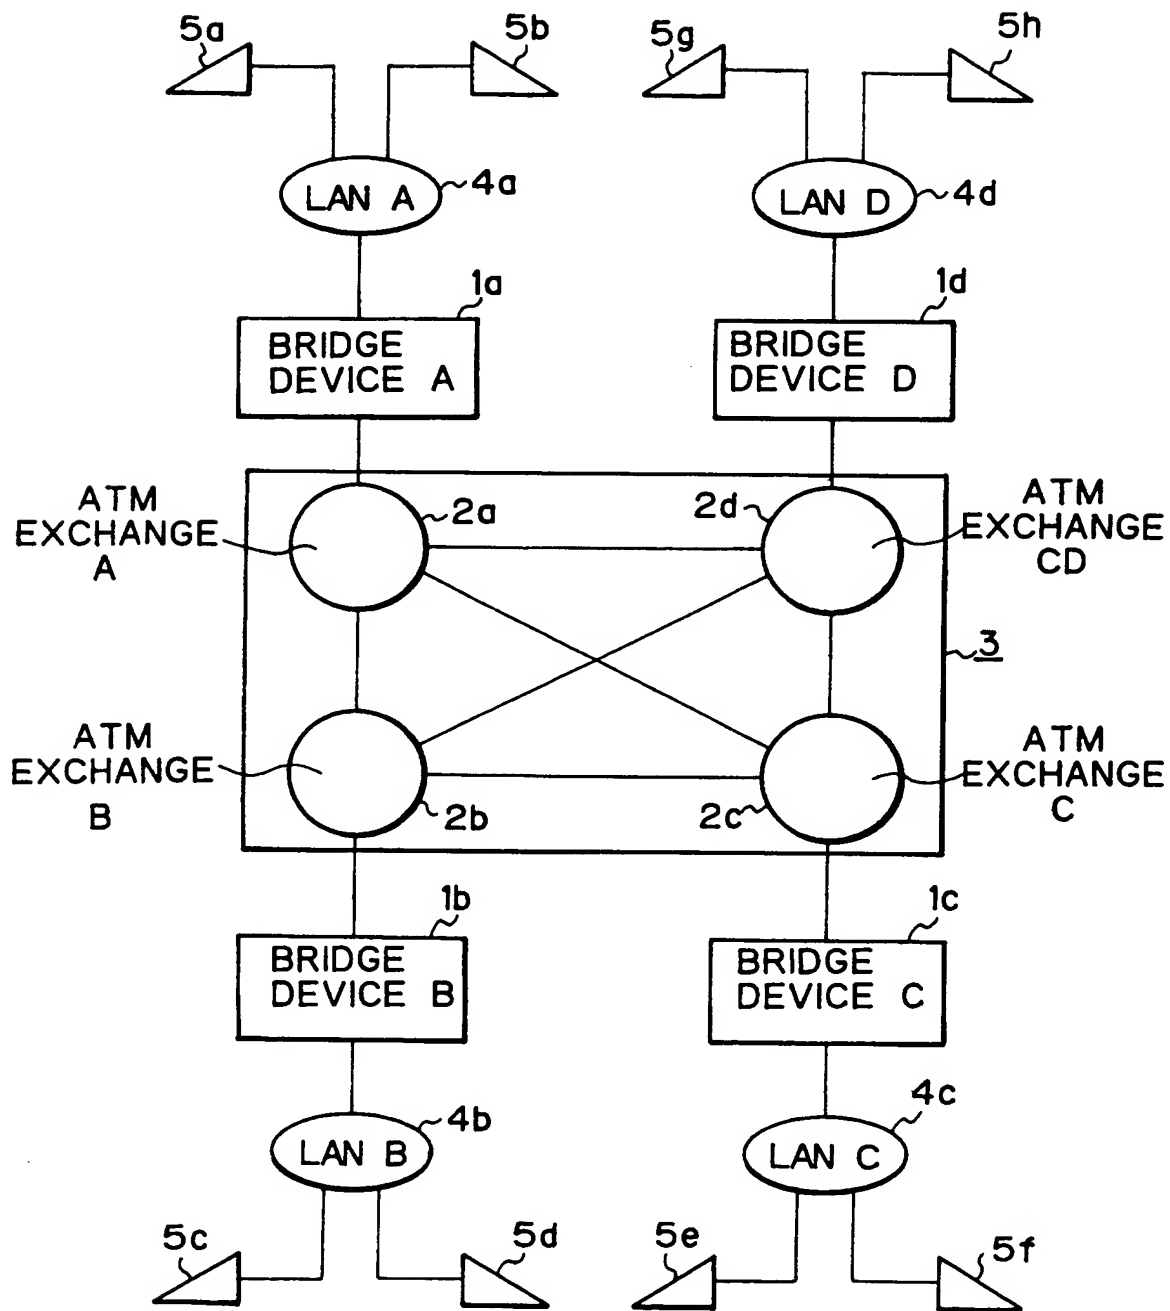 5a
5b
5g
5h
LAN A
4a
LAN D
4d
1a
1d
BRIDGE
DEVICE A
BRIDGE
DEVICE D
ATM
EXCHANGE
A
2a
2d
ATM
EXCHANGE
CD
3
ATM
EXCHANGE
B
2b
2c
ATM
EXCHANGE
C
1b
1c
BRIDGE
DEVICE B
BRIDGE
DEVICE C
4b
4c
LAN B
LAN C
5c
5d
5e
5f